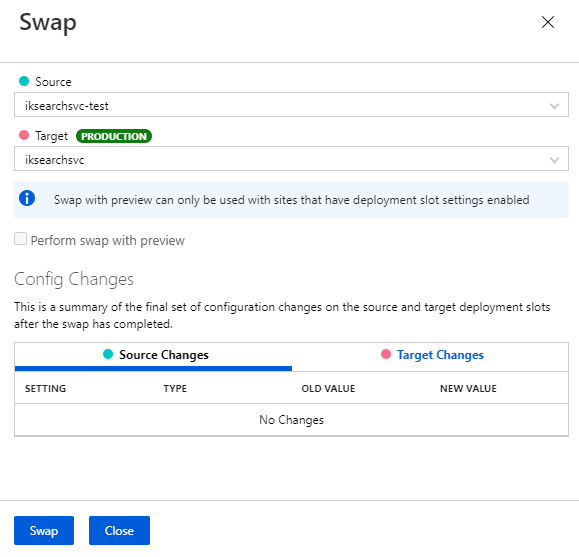 Swap
Source
iksearchsvc-test
Target PRODUCTION
iksearchsvc
Swap with preview can only be used with sites that have deployment slot settings enabled
Perform swap with preview
Config Changes
This is a summary of the final set of configuration changes on the source and target deployment slots
after the swap has completed.
Source Changes Target Changes
SETTING TYPE OLD VALUE NEW VALUE
No Changes
Swap Close